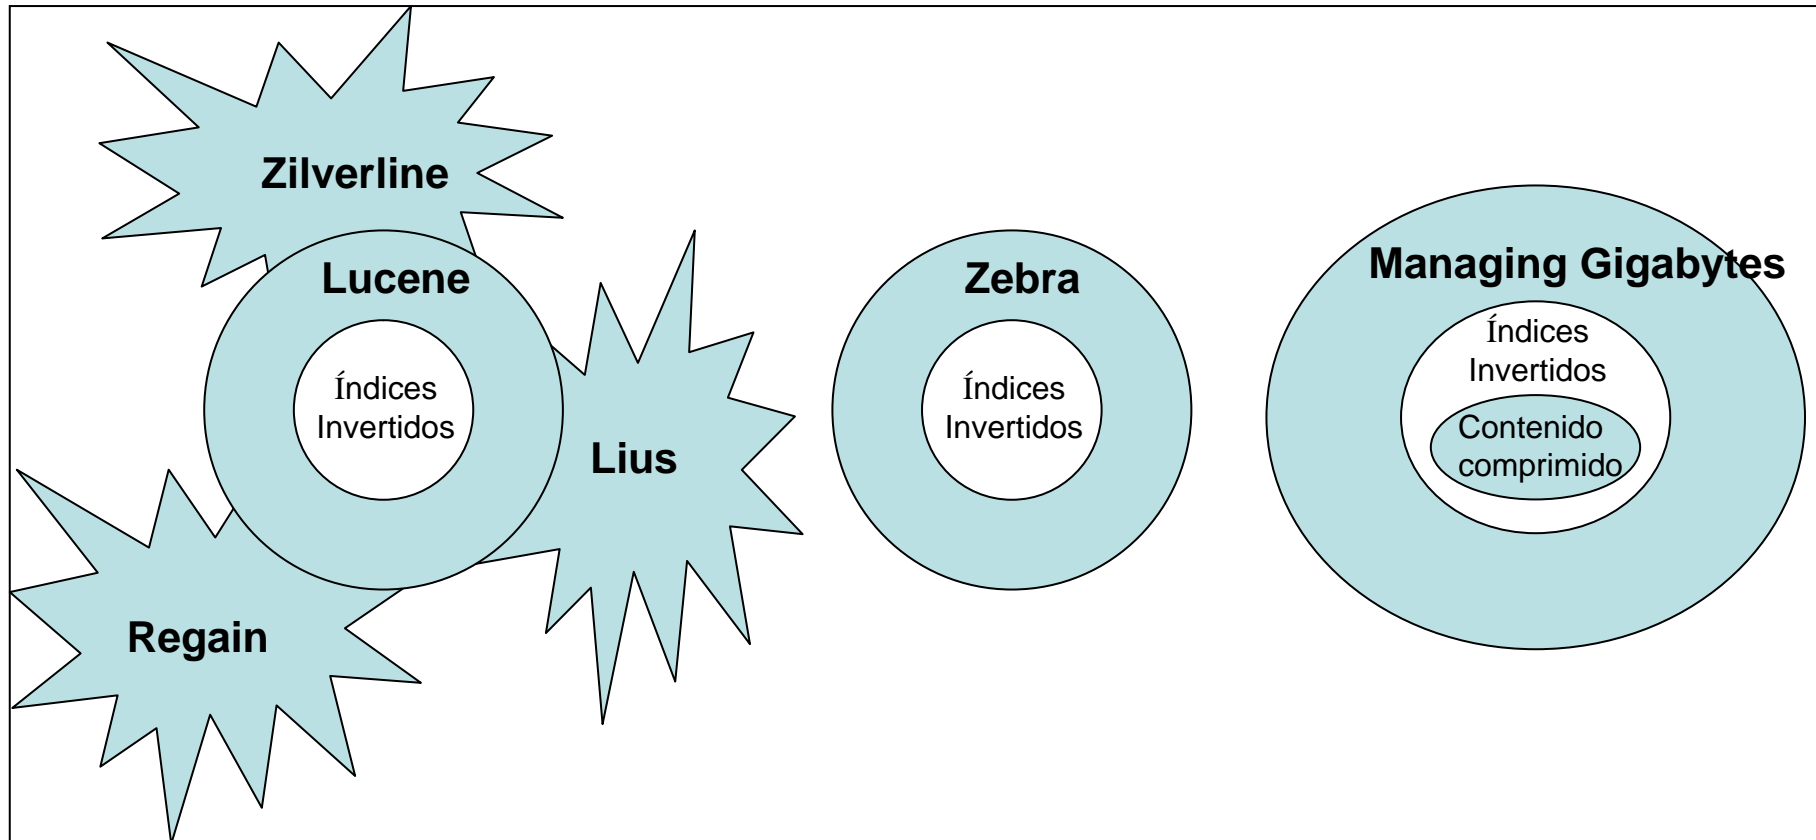 Zilverline
Lucene
Índices
Invertidos
Lius
Regain
Zebra
Índices
Invertidos
Managing Gigabytes
Índices
Invertidos
Contenido
comprimido